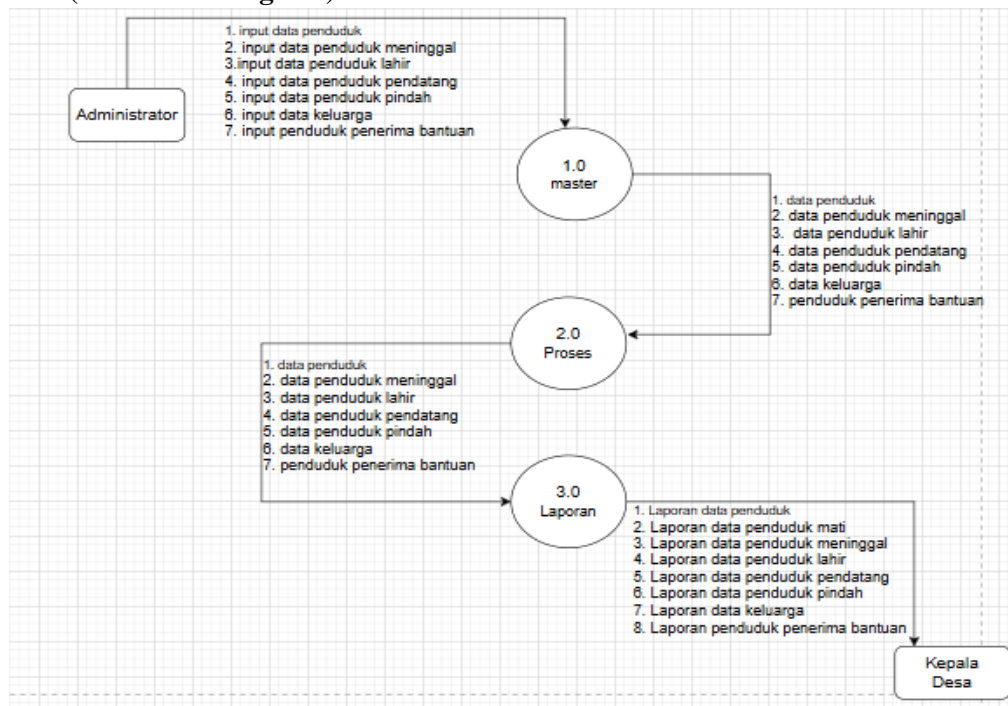 1. input data penduduk
2. input data penduduk meninggal
3.input data penduduk lahir
4. input data penduduk pendatang
5. input data penduduk pindah
6. input data keluarga
7. input penduduk penerima bantuan
Administrator
1.0
master
1. data penduduk
2. data penduduk meninggal
3. data penduduk lahir
4. data penduduk pendatang
5. data penduduk pindah
6. data keluarga
7. penduduk penerima bantuan
2.0
Proses
1. data penduduk
2. data penduduk meninggal
3. data penduduk lahir
4. data penduduk pendatang
5. data penduduk pindah
6. data keluarga
7. penduduk penerima bantuan
3.0
Laporan
1. Laporan data penduduk
2. Laporan data penduduk mati
3. Laporan data penduduk meninggal
4. Laporan data penduduk lahir
5. Laporan data penduduk pendatang
6. Laporan data penduduk pindah
7. Laporan data keluarga
8. Laporan penduduk penerima bantuan
Kepala
Desa